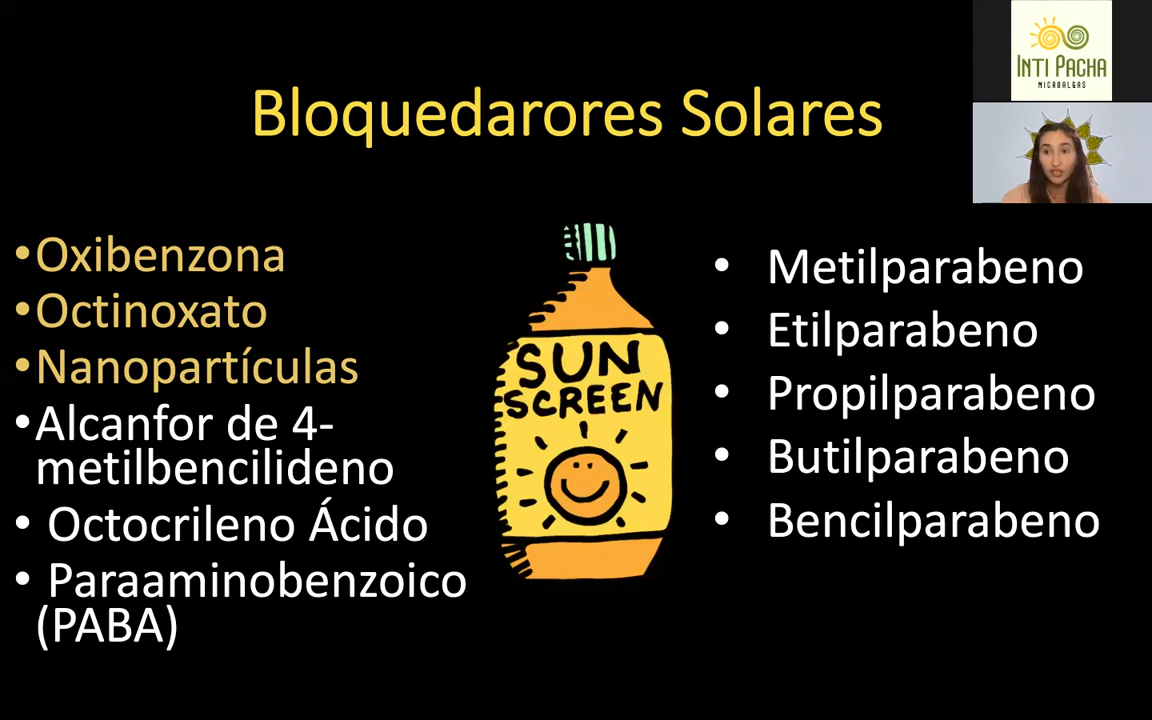 INTI PACHA
MICROALGAS
Bloquedarores Solares
•Oxibenzona
•Octinoxato
•Nanopartículas
•Alcanfor de 4-
metilbencilideno
• Octocrileno Ácido
• Paraaminobenzoico
(PABA)
SUN
SCREEN
• Metilparabeno
• Etilparabeno
• Propilparabeno
• Butilparabeno
• Bencilparabeno